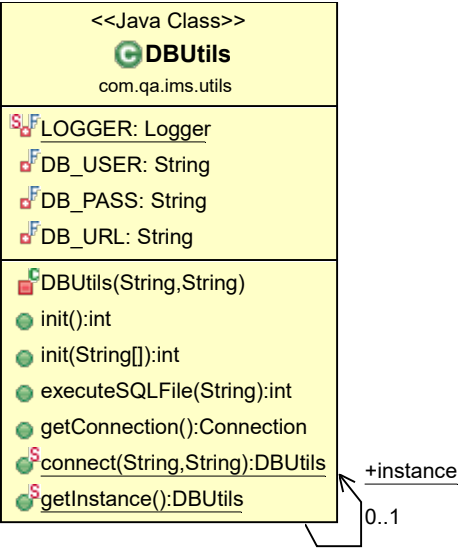 <<Java Class>>
DBUtils
com.qa.ims.utils
LOGGER: Logger
DB_USER: String
DB_PASS: String
DB_URL: String
DBUtils(String,String)
init():int
init(String[]):int
executeSQLFile(String):int
getConnection():Connection
connect(String,String):DBUtils
getInstance():DBUtils
+instance
0..1